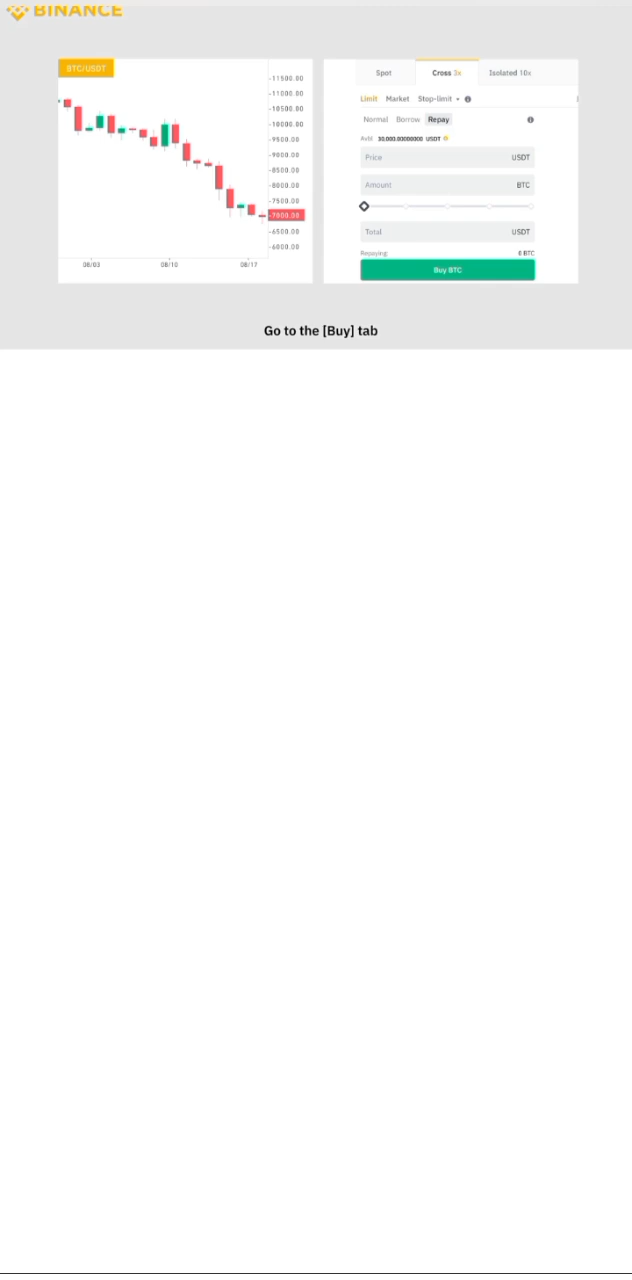 BINANCE
BTC/USDT
11500.00
11000.00
10500.00
10000.00
9500.00
9000.00
8500.00
8000.00
7500.00
7000.00
6500.00
6000.00
08/03 08/10 08/17
Spot Cross 3x Isolated 10x
Limit Market Stop-limit
Normal Borrow Repay
Avbl 30,000.00000000 USDT
Price USDT
Amount BTC
Total USDT
Repaying 6 BTC
Buy BTC
Go to the [Buy] tab